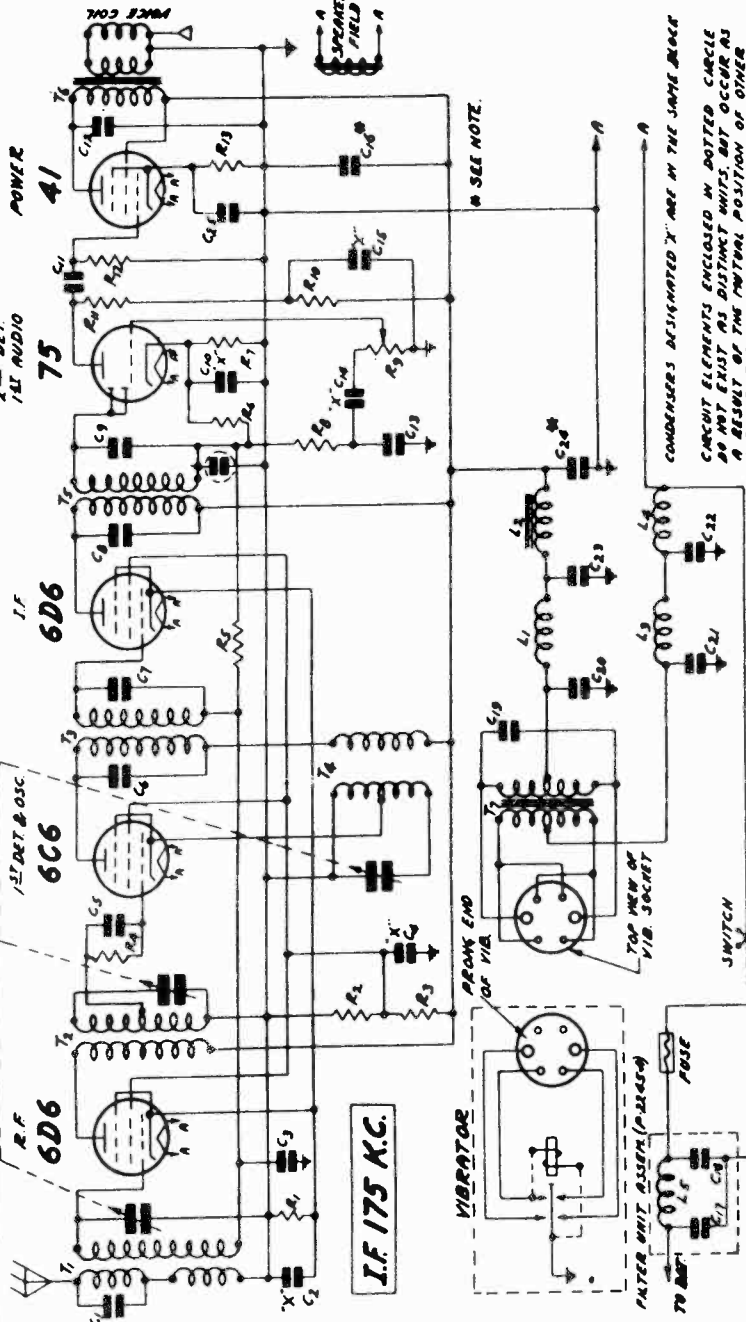 R.F
6D6
1ST DET. & OSC.
6C6
I.F
6D6
1ST AUDIO
75
POWER
41
VOICE COIL
SPEAKER
FIELD
A
A
T1
T2
T3
T4
T5
T6
T7
C2
"X"
C3
C4
"X"
C5
C6
C7
C8
C9
C10
"X"
C11
C12
C13
C14
"X"
C15
"X"
C16*
C17
C18
C19
C20
C21
C22
C23
C24*
C25
R1
R2
R3
R4
R5
R6
R7
R8
R9
R10
R11
R12
R13
L1
L2
L3
L4
L5
A
A
* SEE NOTE.
I.F. 175 K.C.
VIBRATOR
PRONG END
OF VIB.
TOP VIEW OF
VIB. SOCKET
FILTER UNIT ASSEM. (P-22454)
TO BAT.
FUSE
SWITCH
CONDENSERS DESIGNATED "X" ARE IN THE SAME BLOCK
CIRCUIT ELEMENTS ENCLOSED IN DOTTED CIRCLE
DO NOT EXIST AS DISTINCT UNITS, BUT OCCUR AS
A RESULT OF THE MUTUAL POSITION OF OTHER